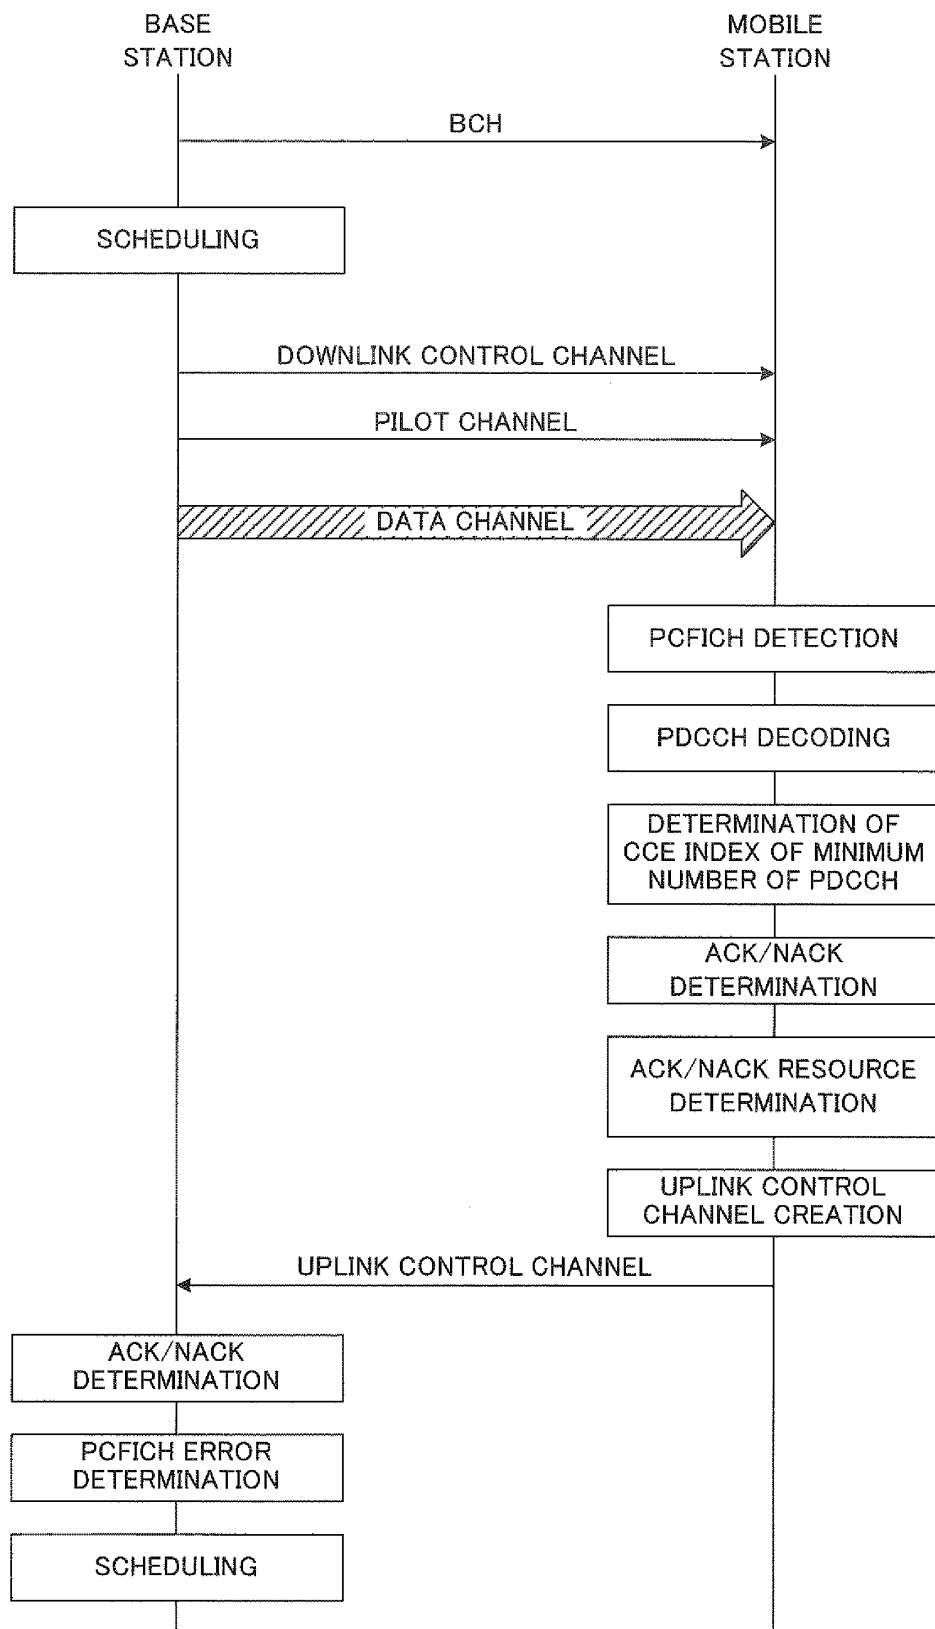 BASE
STATION
MOBILE
STATION
BCH
SCHEDULING
DOWNLINK CONTROL CHANNEL
PILOT CHANNEL
DATA CHANNEL
PCFICH DETECTION
PDCCH DECODING
DETERMINATION OF
CCE INDEX OF MINIMUM
NUMBER OF PDCCH
ACK/NACK
DETERMINATION
ACK/NACK RESOURCE
DETERMINATION
UPLINK CONTROL
CHANNEL CREATION
UPLINK CONTROL CHANNEL
ACK/NACK
DETERMINATION
PCFICH ERROR
DETERMINATION
SCHEDULING